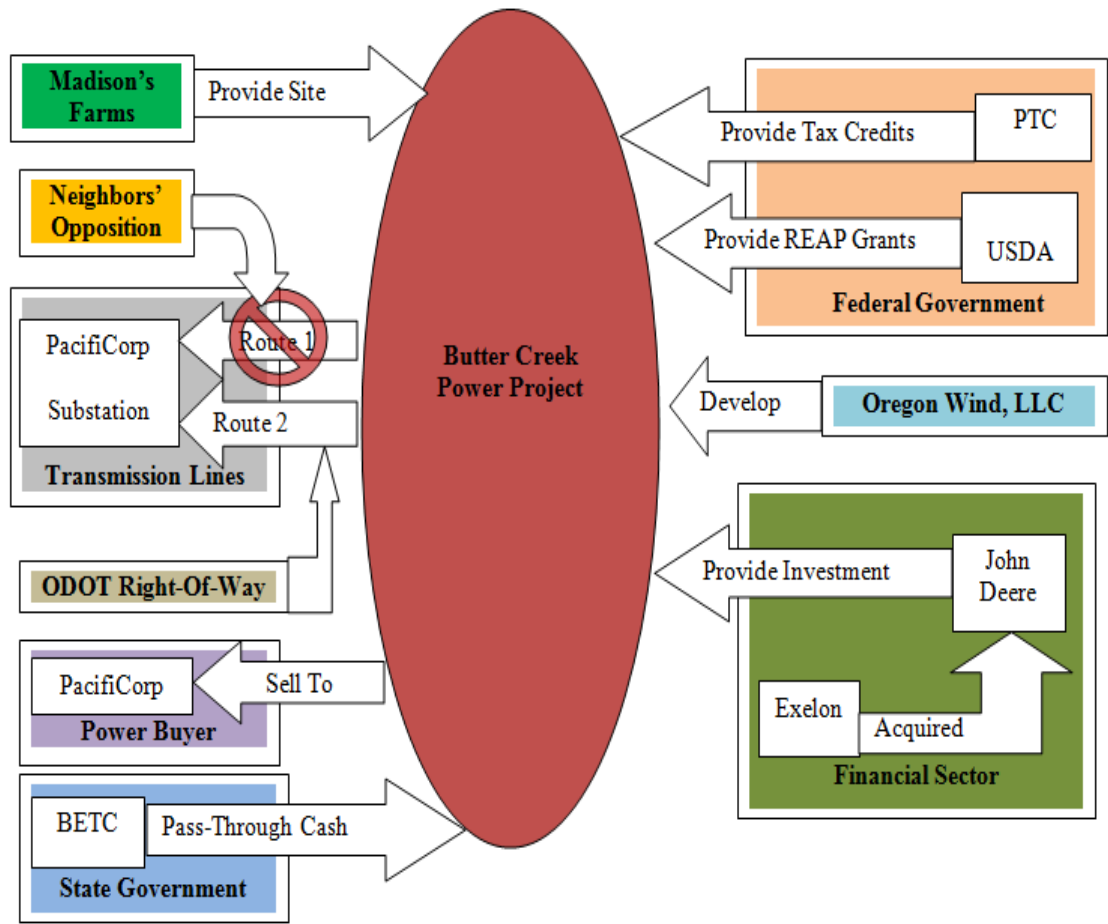 Madison's
Farms
Provide Site
Neighbors'
Opposition
PacifiCorp
Substation
Route 1
Route 2
Transmission Lines
ODOT Right-Of-Way
PacifiCorp
Sell To
Power Buyer
BETC
Pass-Through Cash
State Government
Butter Creek
Power Project
Provide Tax Credits
PTC
Provide REAP Grants
USDA
Federal Government
Develop
Oregon Wind, LLC
Provide Investment
John
Deere
Exelon
Acquired
Financial Sector